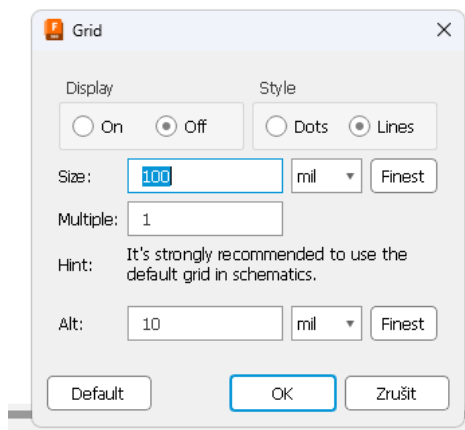 Grid
Display Style
On Off Dots Lines
Size: 100 mil Finest
Multiple: 1
Hint: It's strongly recommended to use the
default grid in schematics.
Alt: 10 mil Finest
Default OK Zrušit